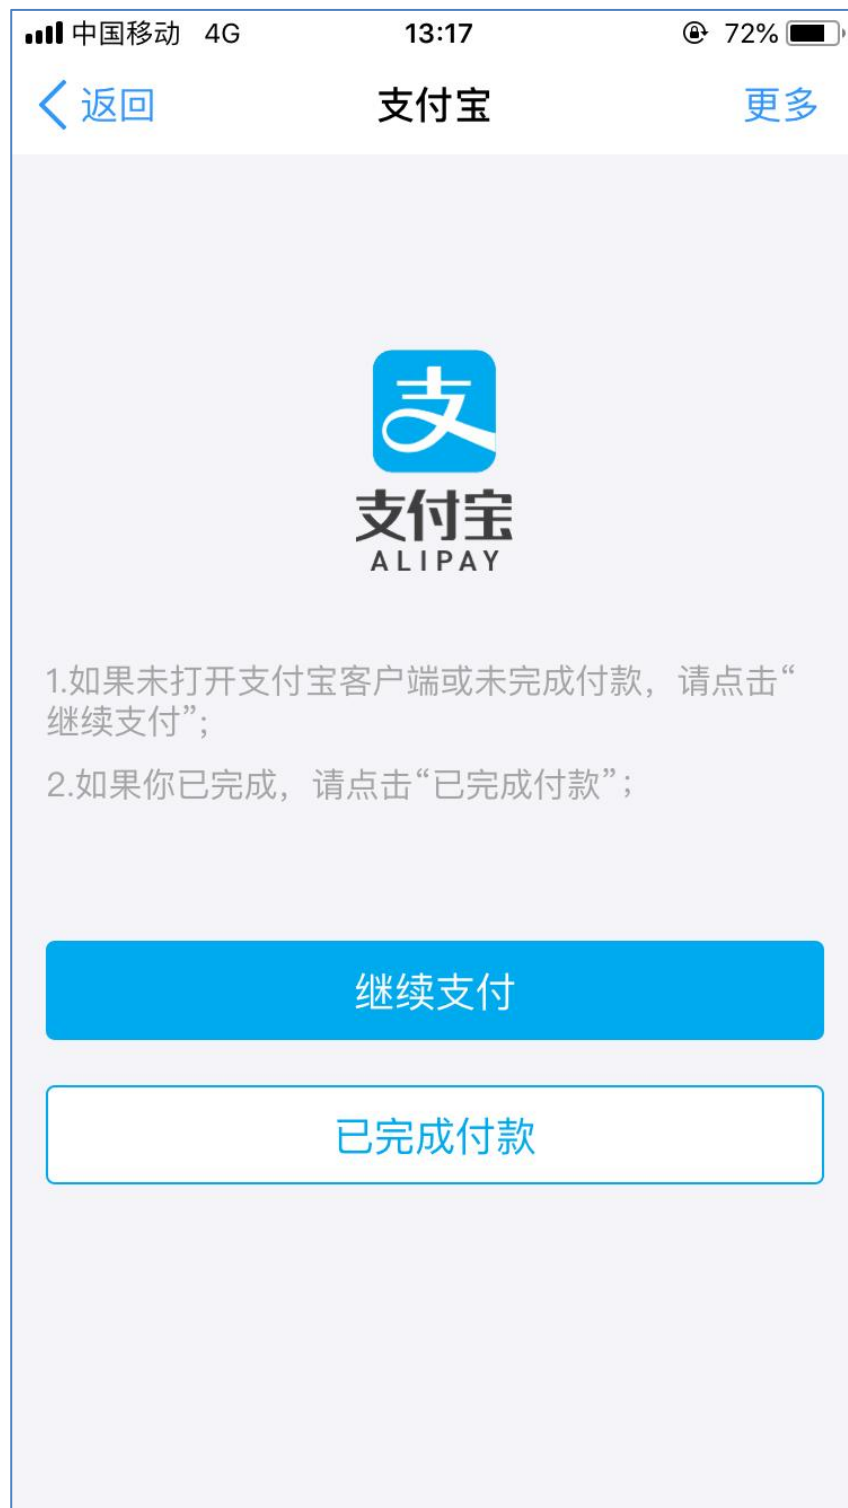 中国移动 4G 13:17 72%
返回 支付宝 更多
支
支付宝
ALIPAY
1.如果未打开支付宝客户端或未完成付款，请点击“
继续支付”;
2.如果你已完成，请点击“已完成付款”；
继续支付
已完成付款